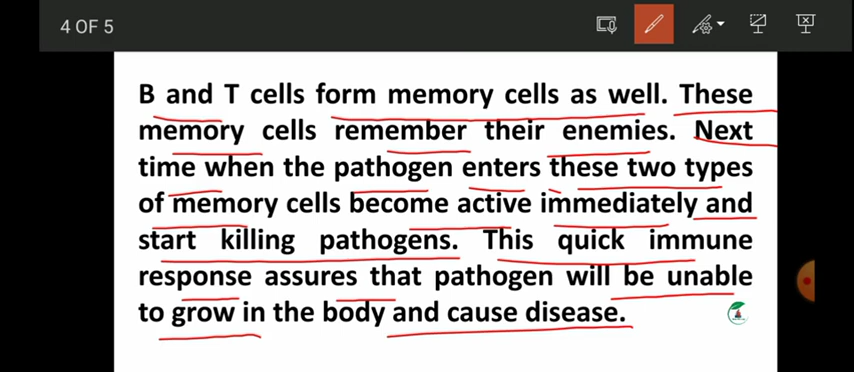 4 OF 5
B and T cells form memory cells as well. These
memory cells remember their enemies. Next
time when the pathogen enters these two types
of memory cells become active immediately and
start killing pathogens. This quick immune
response assures that pathogen will be unable
to grow in the body and cause disease.